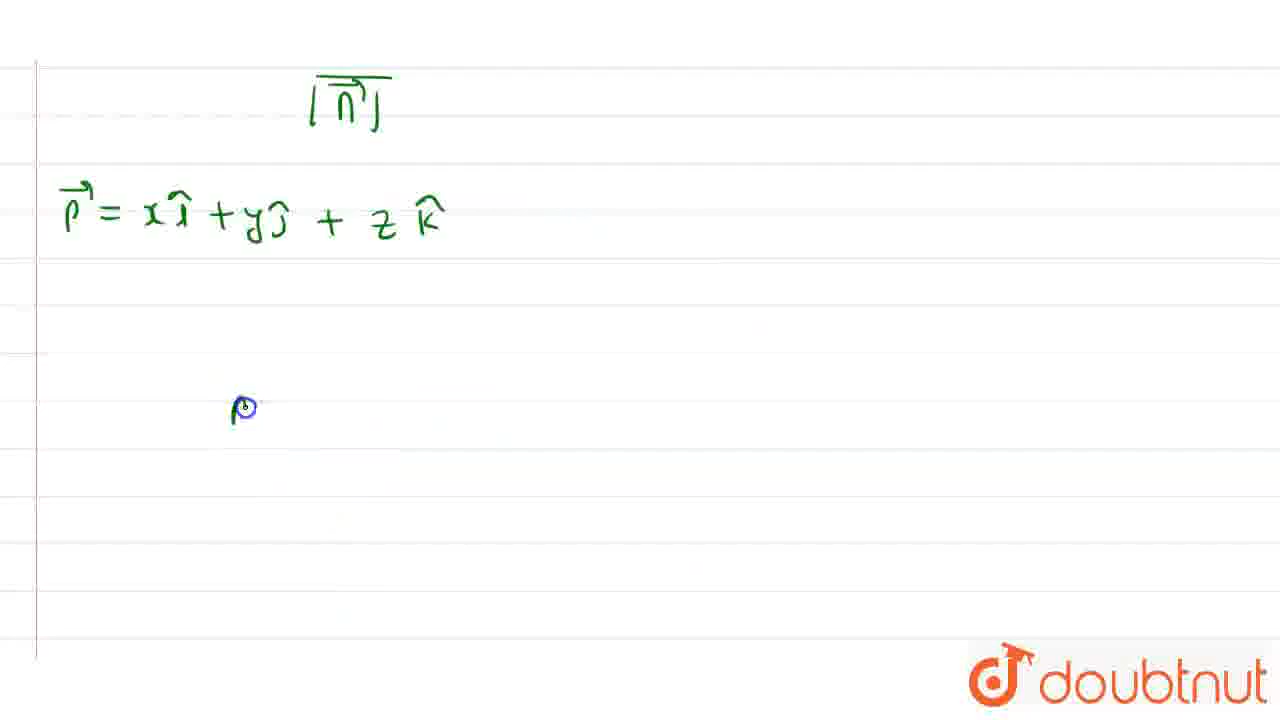 |n⃗|
r⃗ = xî + yĵ + zk̂
r
doubtnut